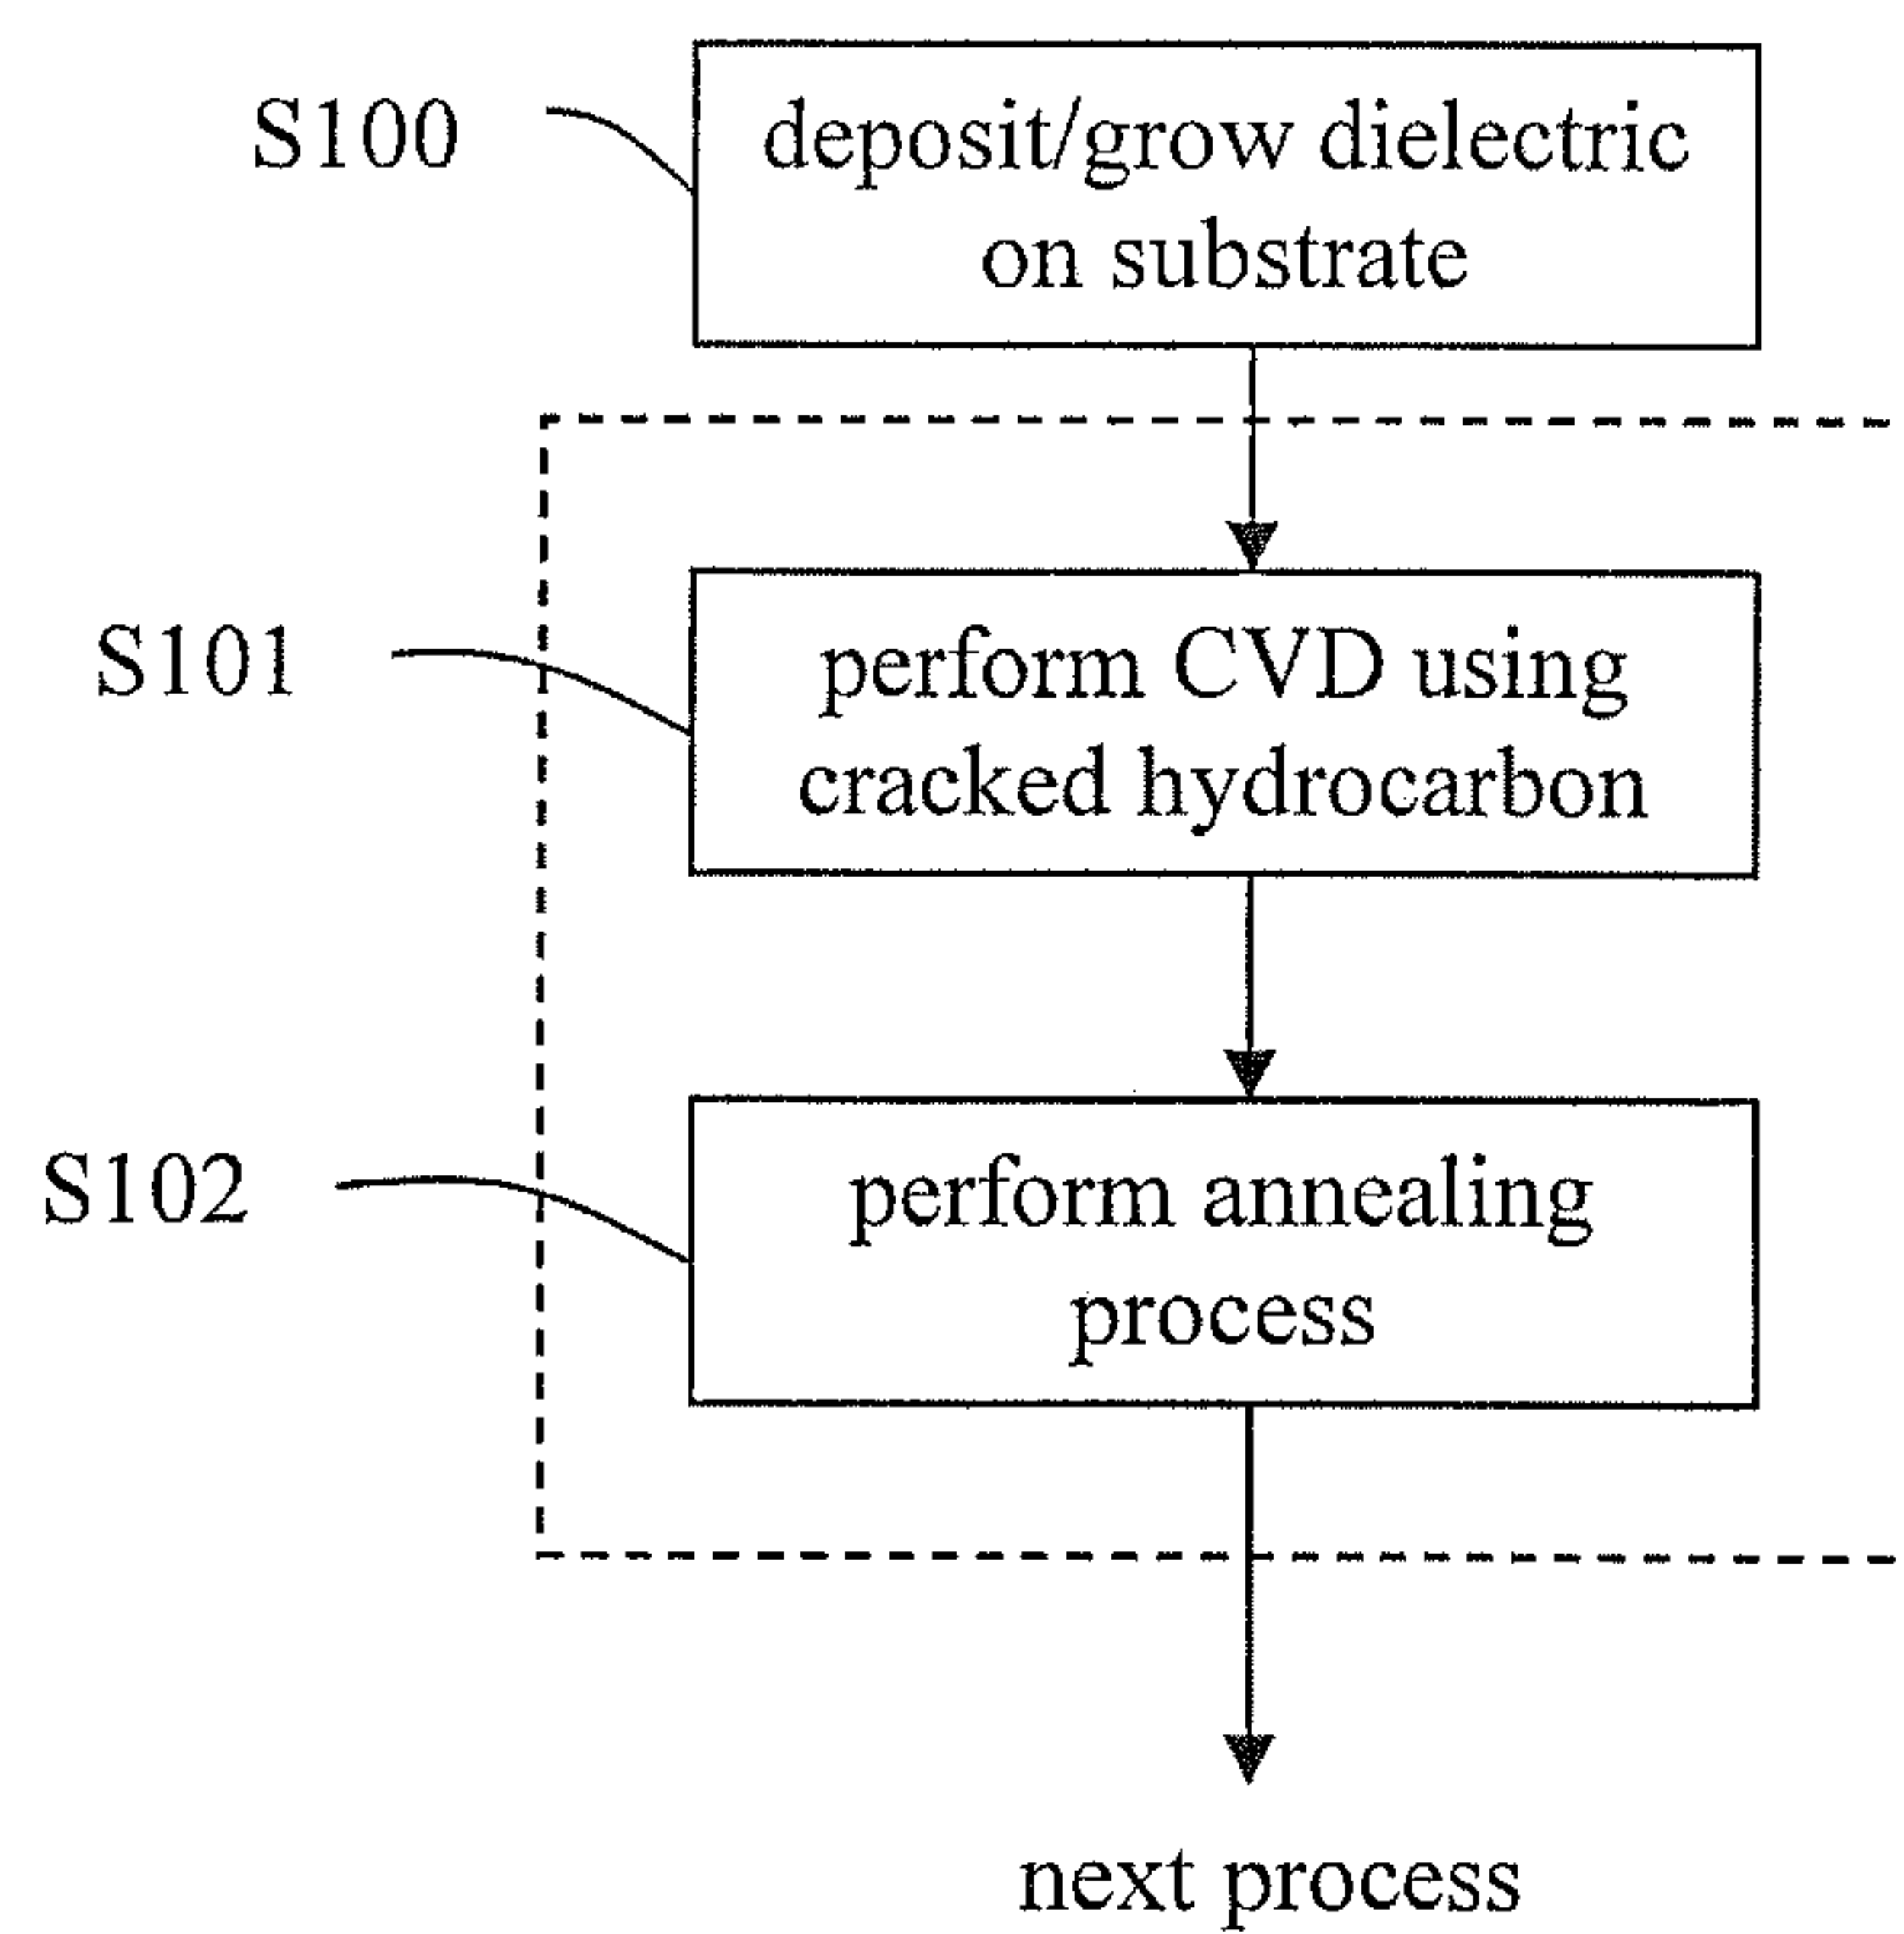 S100
deposit/grow dielectric
on substrate
S101
perform CVD using
cracked hydrocarbon
S102
perform annealing
process
next process